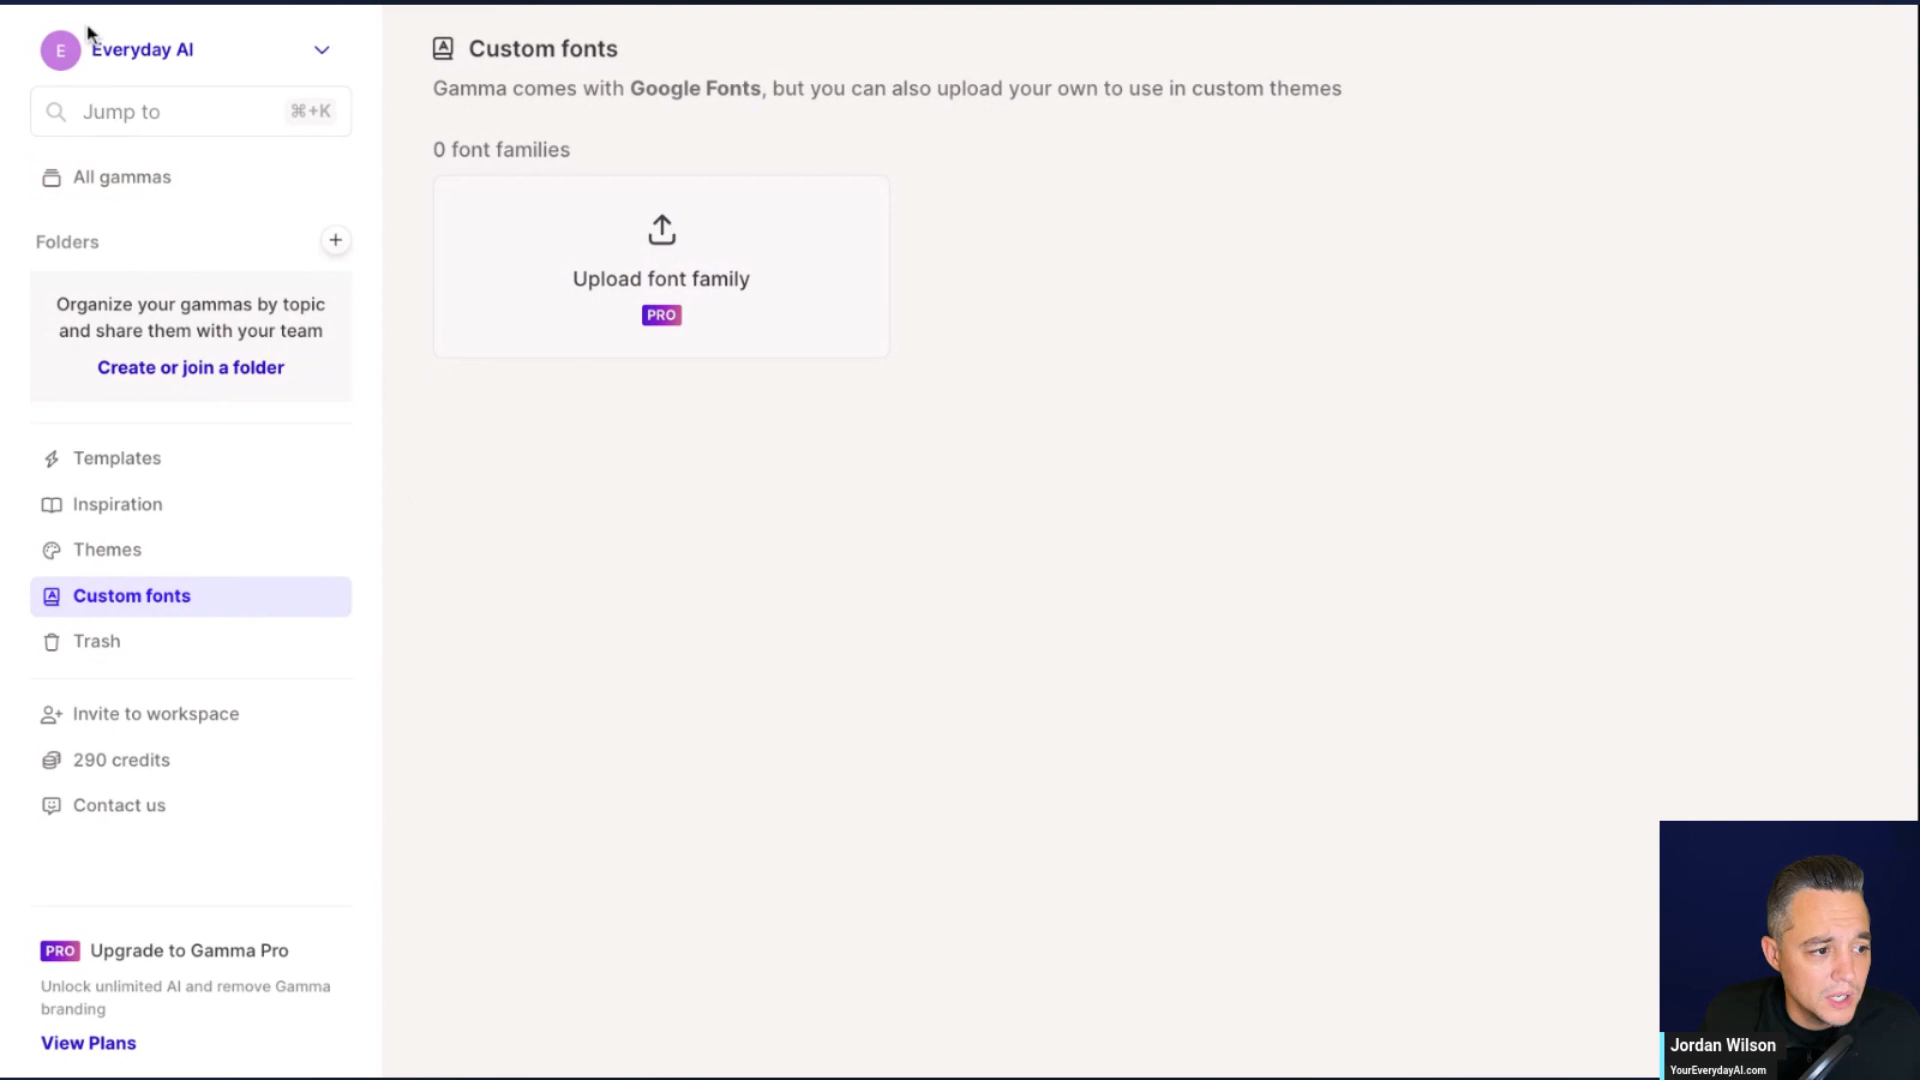 E
Everyday AI
Jump to
⌘+K
All gammas
Folders
+
Organize your gammas by topic
and share them with your team
Create or join a folder
Templates
Inspiration
Themes
Custom fonts
Trash
Invite to workspace
290 credits
Contact us
PRO Upgrade to Gamma Pro
Unlock unlimited AI and remove Gamma
branding
View Plans
Custom fonts
Gamma comes with Google Fonts, but you can also upload your own to use in custom themes
0 font families
Upload font family
PRO
Jordan Wilson
YourEverydayAI.com